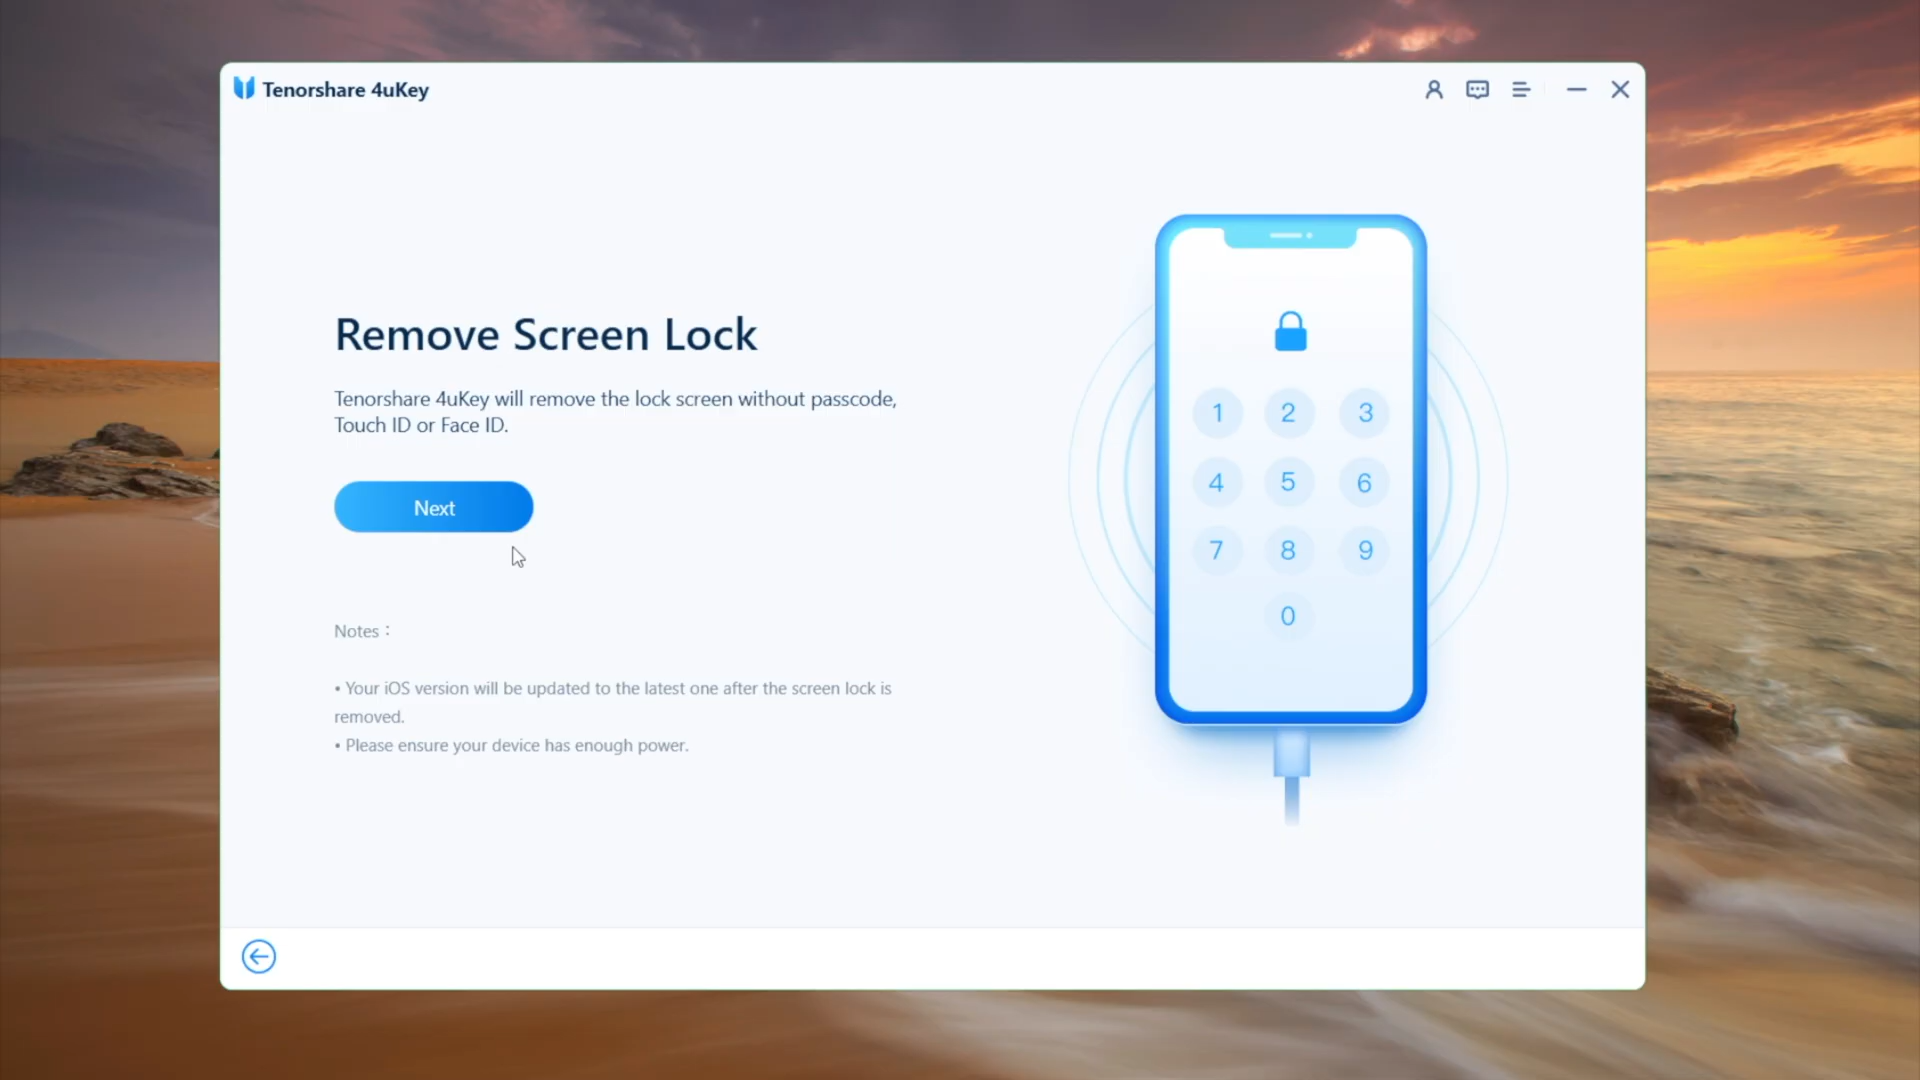 Tenorshare 4uKey
Remove Screen Lock
Tenorshare 4uKey will remove the lock screen without passcode,
Touch ID or Face ID.
Next
Notes：
• Your iOS version will be updated to the latest one after the screen lock is
removed.
• Please ensure your device has enough power.
1 2 3
4 5 6
7 8 9
0